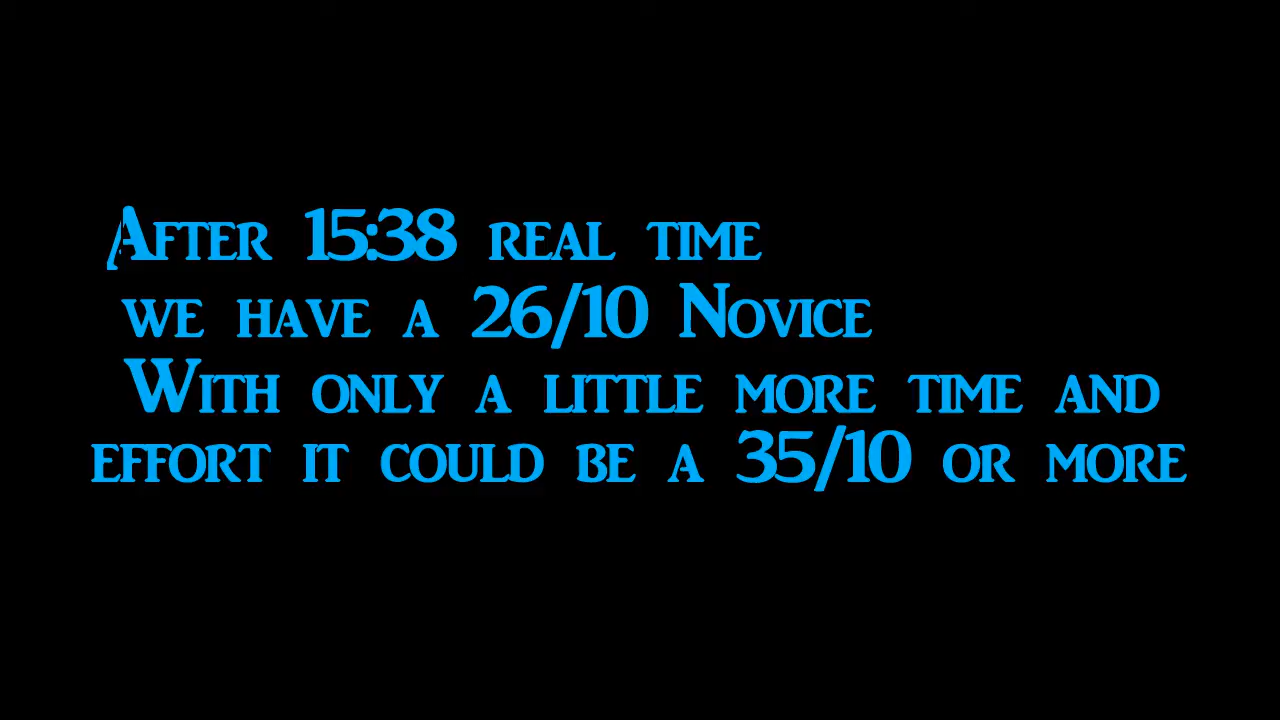 After 15:38 real time
we have a 26/10 Novice
With only a little more time and
effort it could be a 35/10 or more